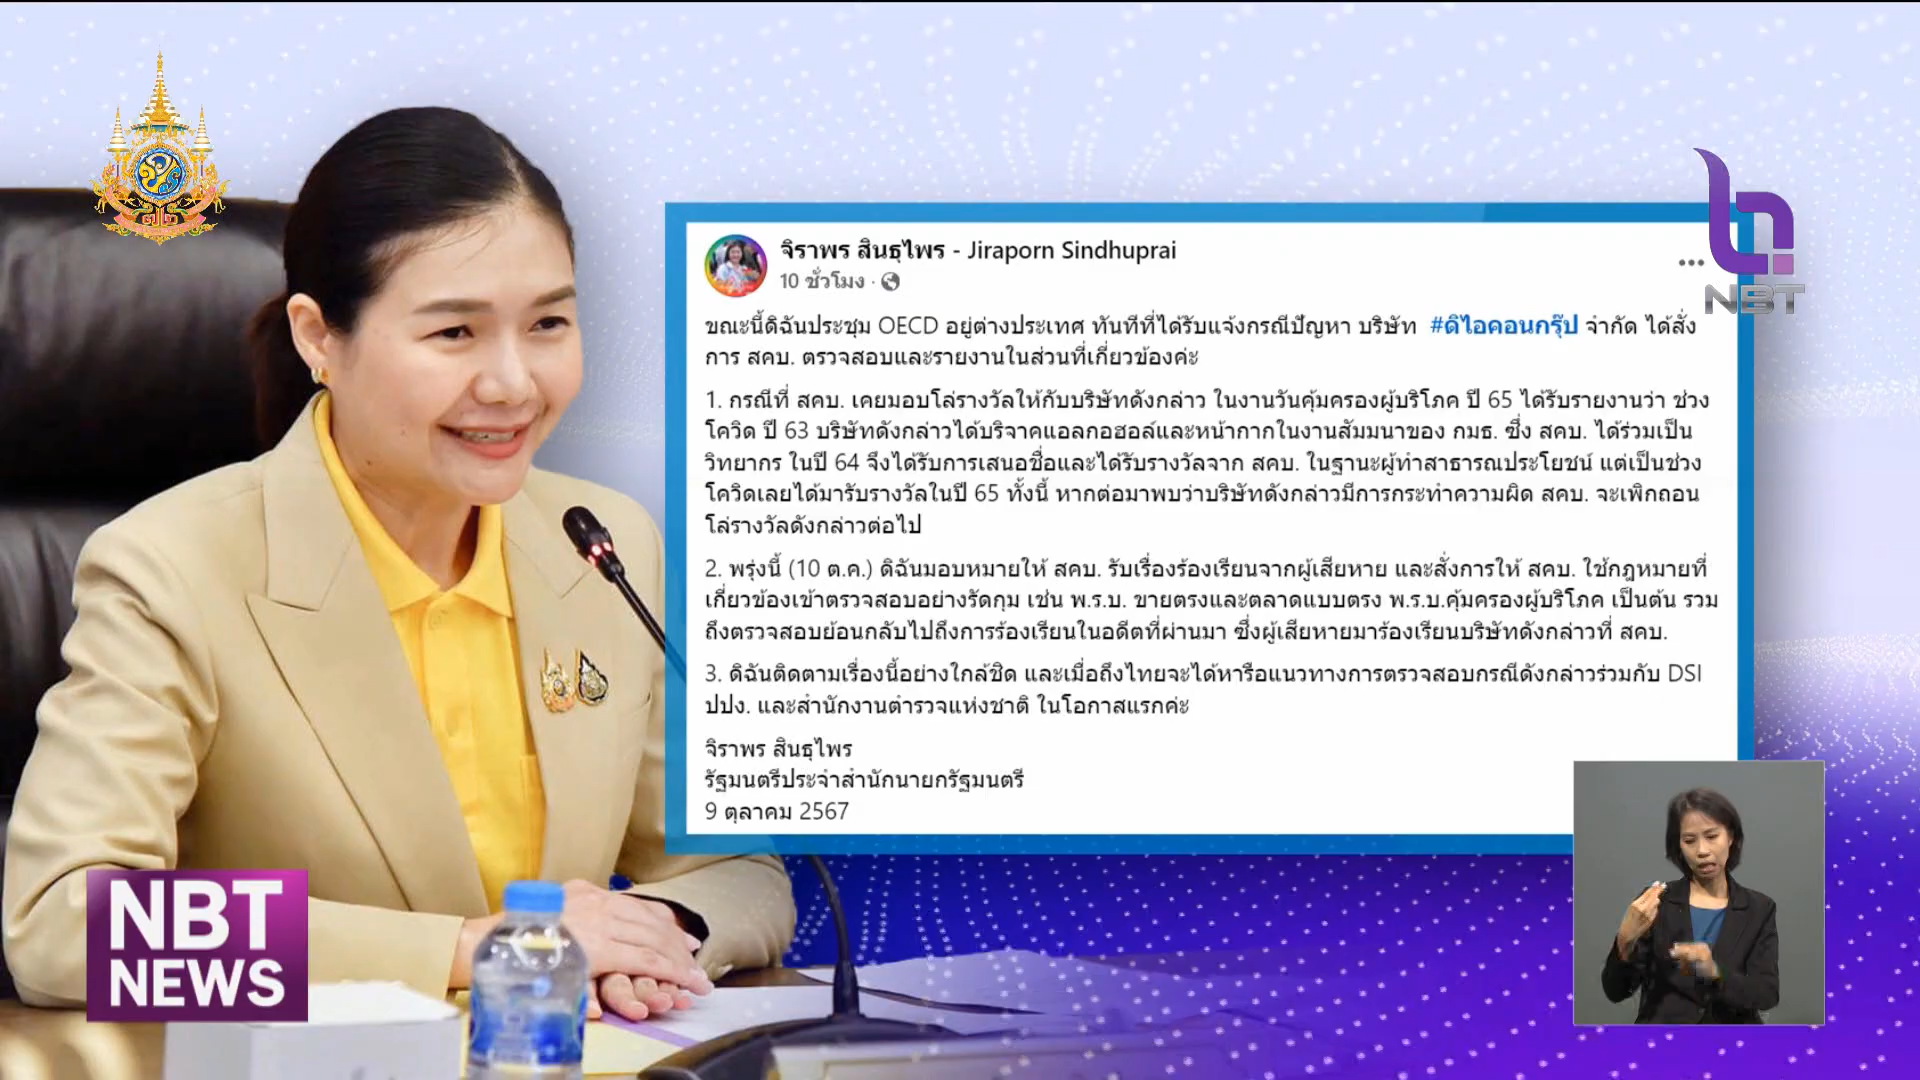 จิราพร สินธุไพร - Jiraporn Sindhuprai
10 ชั่วโมง ·
ขณะนี้ดิฉันประชุม OECD อยู่ต่างประเทศ ทันทีที่ได้รับแจ้งกรณีปัญหา บริษัท #ดิไอคอนกรุ๊ป จำกัด ได้สั่ง
การ สคบ. ตรวจสอบและรายงานในส่วนที่เกี่ยวข้องค่ะ
1. กรณีที่ สคบ. เคยมอบโล่รางวัลให้กับบริษัทดังกล่าว ในงานวันคุ้มครองผู้บริโภค ปี 65 ได้รับรายงานว่า ช่วง
โควิด ปี 63 บริษัทดังกล่าวได้บริจาคแอลกอฮอล์และหน้ากากในงานสัมมนาของ กมธ. ซึ่ง สคบ. ได้ร่วมเป็น
วิทยากร ในปี 64 จึงได้รับการเสนอชื่อและได้รับรางวัลจาก สคบ. ในฐานะผู้ทำสาธารณประโยชน์ แต่เป็นช่วง
โควิดเลยได้มารับรางวัลในปี 65 ทั้งนี้ หากต่อมาพบว่าบริษัทดังกล่าวมีการกระทำความผิด สคบ. จะเพิกถอน
โล่รางวัลดังกล่าวต่อไป
2. พรุ่งนี้ (10 ต.ค.) ดิฉันมอบหมายให้ สคบ. รับเรื่องร้องเรียนจากผู้เสียหาย และสั่งการให้ สคบ. ใช้กฎหมายที่
เกี่ยวข้องเข้าตรวจสอบอย่างรัดกุม เช่น พ.ร.บ. ขายตรงและตลาดแบบตรง พ.ร.บ.คุ้มครองผู้บริโภค เป็นต้น รวม
ถึงตรวจสอบย้อนกลับไปถึงการร้องเรียนในอดีตที่ผ่านมา ซึ่งผู้เสียหายมาร้องเรียนบริษัทดังกล่าวที่ สคบ.
3. ดิฉันติดตามเรื่องนี้อย่างใกล้ชิด และเมื่อถึงไทยจะได้หารือแนวทางการตรวจสอบกรณีดังกล่าวร่วมกับ DSI
ปปง. และสำนักงานตำรวจแห่งชาติ ในโอกาสแรกค่ะ
จิราพร สินธุไพร
รัฐมนตรีประจำสำนักนายกรัฐมนตรี
9 ตุลาคม 2567
NBT
NBT
NEWS